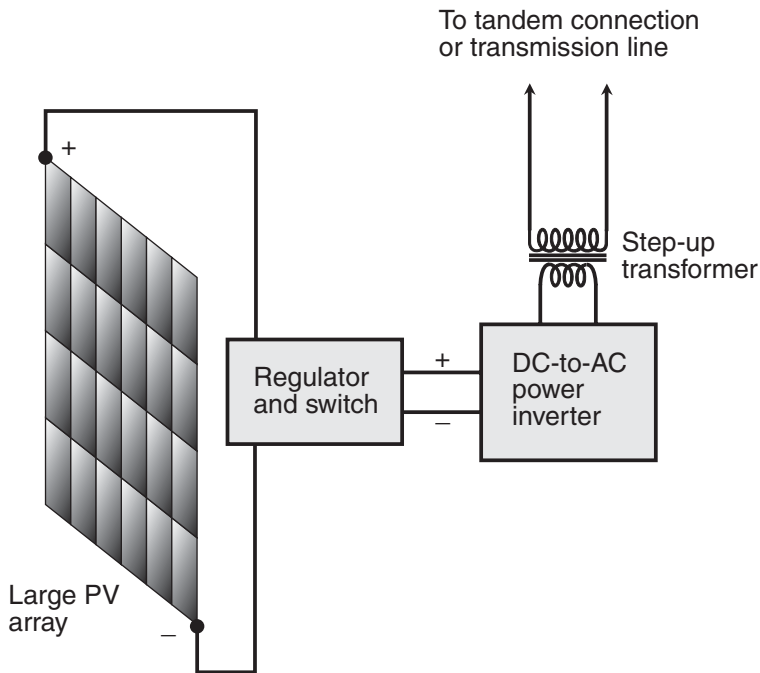 To tandem connection
or transmission line
+
Step-up
transformer
Regulator
and switch
+
−
DC-to-AC
power
inverter
Large PV
array
−